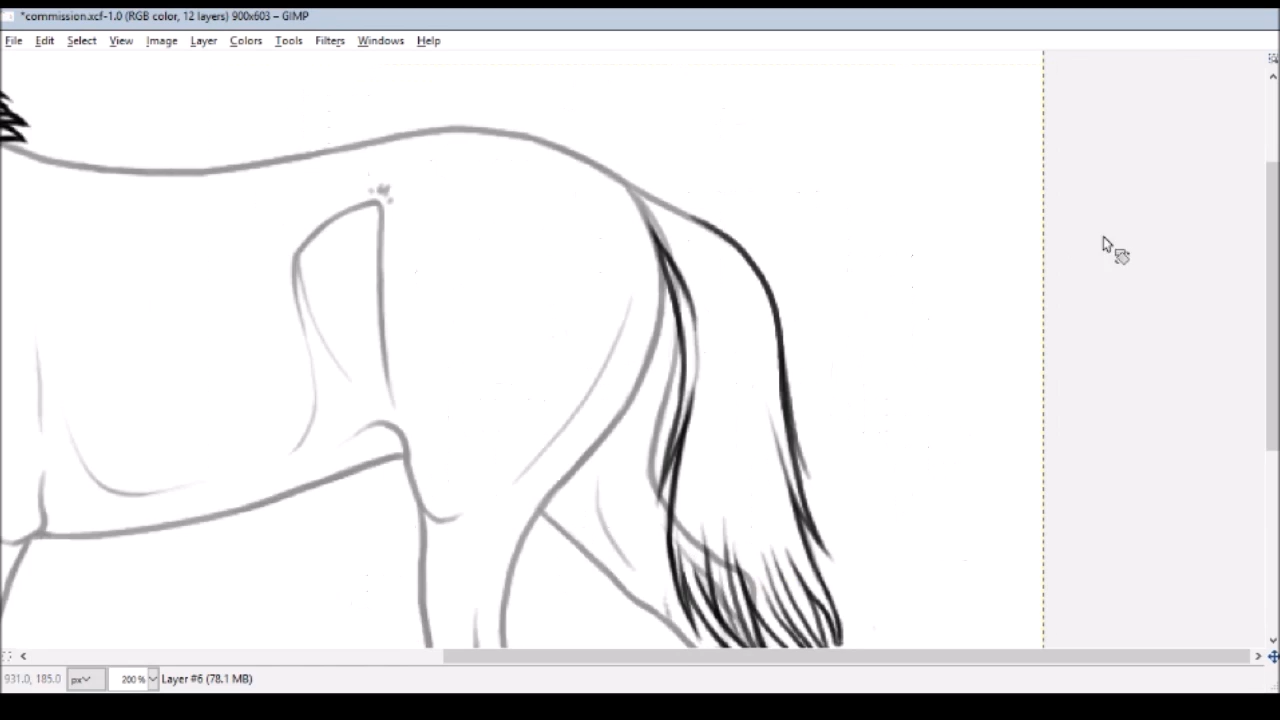 *commission.xcf-1.0 (RGB color, 12 layers) 900x603 – GIMP
File Edit Select View Image Layer Colors Tools Filters Windows Help
931.0, 185.0 px 200 % Layer #6 (78.1 MB)